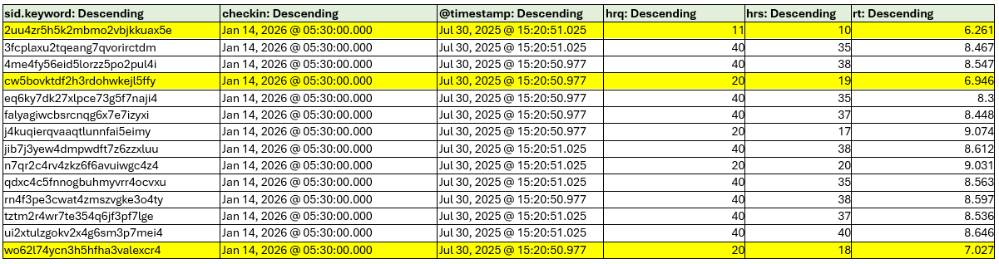 sid.keyword: Descending checkin: Descending @timestamp: Descending hrq: Descending hrs: Descending rt: Descending
2uu4zr5h5k2mbmo2vbjkkuax5e Jan 14, 2026 @ 05:30:00.000 Jul 30, 2025 @ 15:20:51.025 11 10 6.261
3fcplaxu2tqeang7qvorirctdm Jan 14, 2026 @ 05:30:00.000 Jul 30, 2025 @ 15:20:51.025 40 35 8.467
4me4fy56eid5lorzz5po2pul4i Jan 14, 2026 @ 05:30:00.000 Jul 30, 2025 @ 15:20:50.977 40 38 8.547
cw5bovktdf2h3rdohwkejl5ffy Jan 14, 2026 @ 05:30:00.000 Jul 30, 2025 @ 15:20:50.977 20 19 6.946
eq6ky7dk27xlpce73g5f7naji4 Jan 14, 2026 @ 05:30:00.000 Jul 30, 2025 @ 15:20:50.977 40 35 8.3
falyagiwcbsrcnqg6x7e7izyxi Jan 14, 2026 @ 05:30:00.000 Jul 30, 2025 @ 15:20:50.977 40 37 8.448
j4kuqierqvaaqtlunnfai5eimy Jan 14, 2026 @ 05:30:00.000 Jul 30, 2025 @ 15:20:50.977 20 17 9.074
jib7j3yew4dmpwdft7z6zzxluu Jan 14, 2026 @ 05:30:00.000 Jul 30, 2025 @ 15:20:51.025 40 38 8.612
n7qr2c4rv4zkz6f6avuiwgc4z4 Jan 14, 2026 @ 05:30:00.000 Jul 30, 2025 @ 15:20:51.025 20 20 9.031
qdxc4c5fnnogbuhmyvrr4ocvxu Jan 14, 2026 @ 05:30:00.000 Jul 30, 2025 @ 15:20:51.025 40 35 8.563
rn4f3pe3cwat4zmszvgke3o4ty Jan 14, 2026 @ 05:30:00.000 Jul 30, 2025 @ 15:20:50.977 40 38 8.597
tztm2r4wr7te354q6jf3pf7lge Jan 14, 2026 @ 05:30:00.000 Jul 30, 2025 @ 15:20:51.025 40 37 8.536
ui2xtulzgokv2x4g6sm3p7mei4 Jan 14, 2026 @ 05:30:00.000 Jul 30, 2025 @ 15:20:51.025 40 40 8.646
wo62l74ycn3h5hfha3valexcr4 Jan 14, 2026 @ 05:30:00.000 Jul 30, 2025 @ 15:20:50.977 20 18 7.027